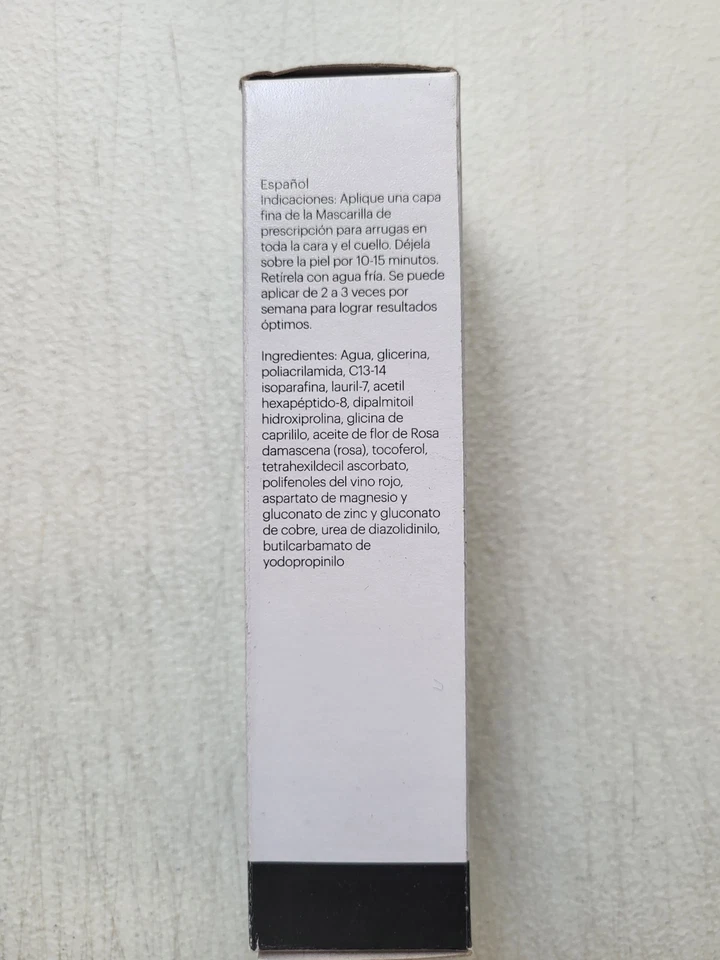 Español
Indicaciones: Aplique una capa
fina de la Mascarilla de
prescripción para arrugas en
toda la cara y el cuello. Déjela
sobre la piel por 10-15 minutos.
Retírela con agua fría. Se puede
aplicar de 2 a 3 veces por
semana para lograr resultados
óptimos.
Ingredientes: Agua, glicerina,
poliacrilamida, C13-14
isoparafina, lauril-7, acetil
hexapéptido-8, dipalmitoil
hidroxiprolina, glicina de
caprililo, aceite de flor de Rosa
damascena (rosa), tocoferol,
tetrahexildecil ascorbato,
polifenoles del vino rojo,
aspartato de magnesio y
gluconato de zinc y gluconato
de cobre, urea de diazolidinilo,
butilcarbamato de
yodopropinilo